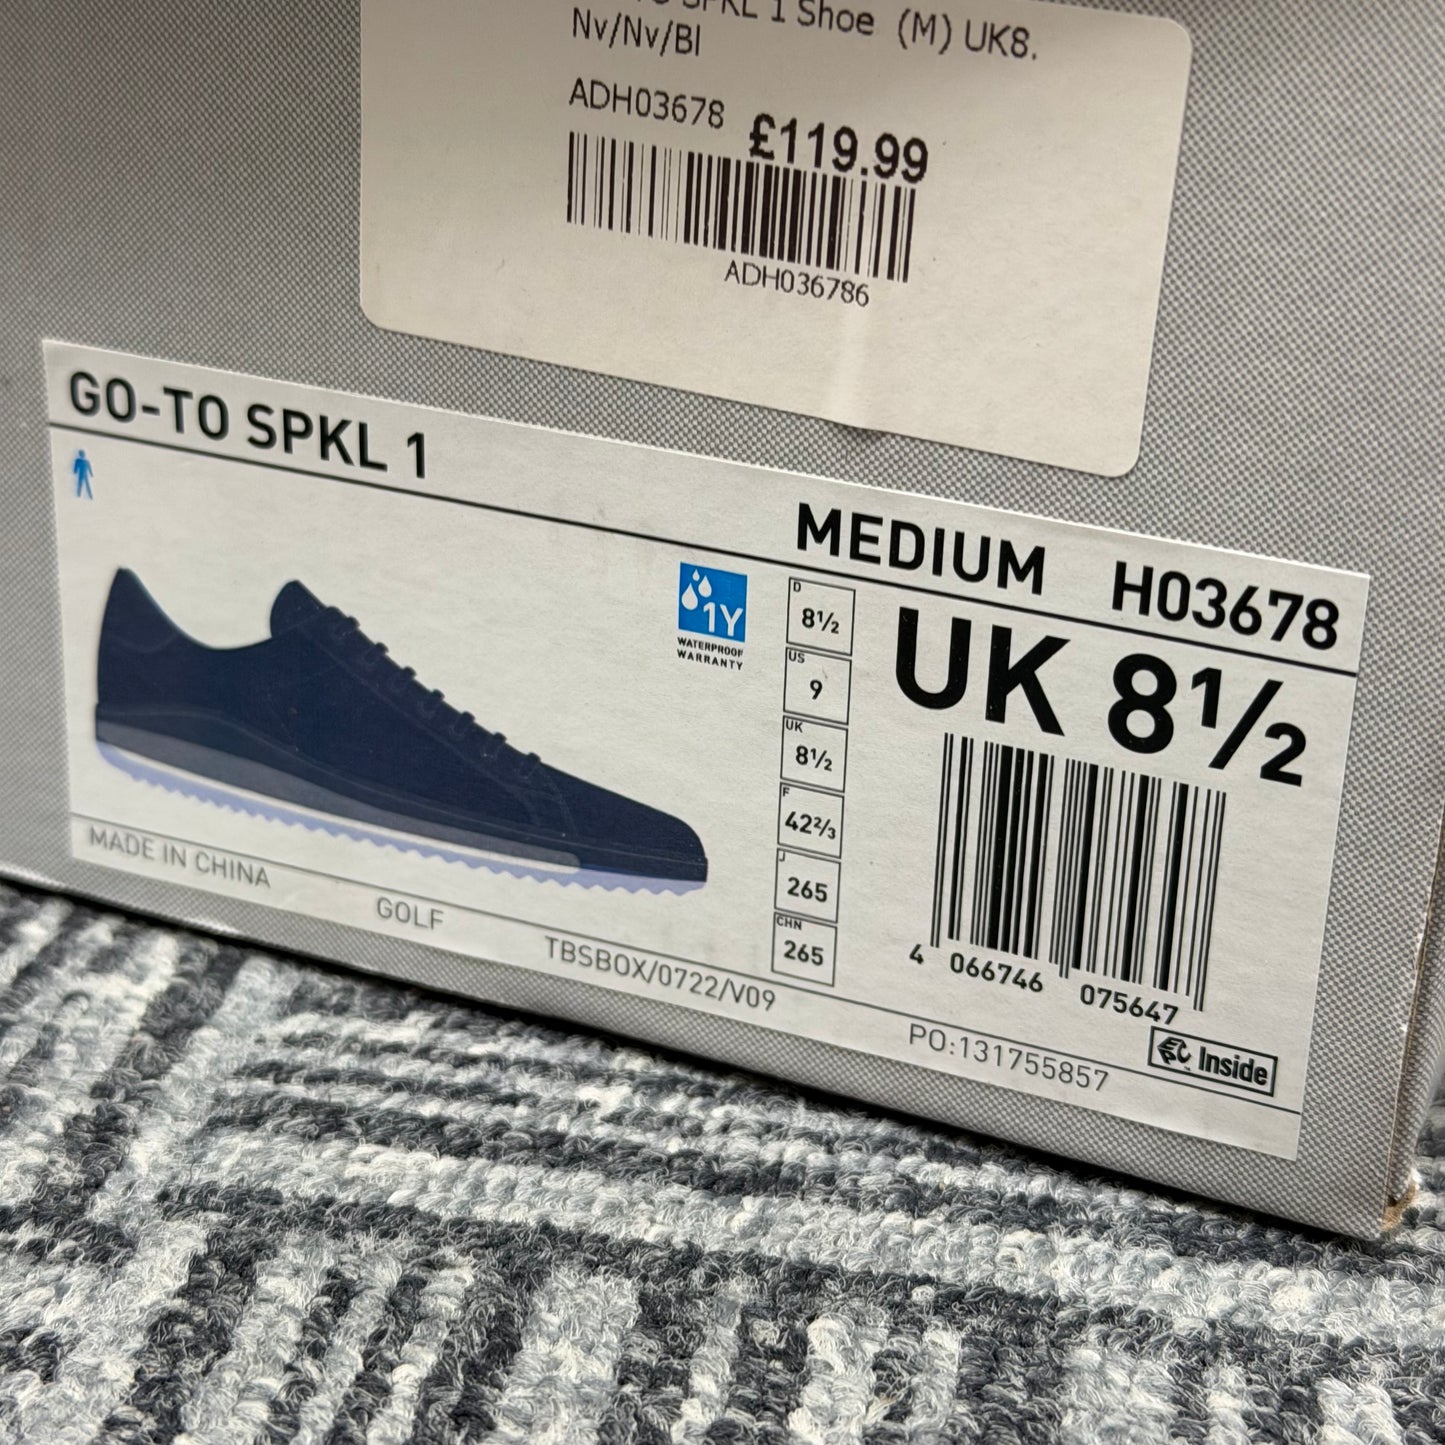 SPKL 1 Shoe (M) UK8.
Nv/Nv/Bl
ADH03678 £119.99
ADH036786
GO-TO SPKL 1
MEDIUM H03678
1Y
WATERPROOF
WARRANTY
D
8½
US
9
UK
8½
F
42⅔
J
265
CHN
265
UK 8½
4 066746 075647
MADE IN CHINA
GOLF
TBSBOX/0722/V09
PO:131755857
Inside